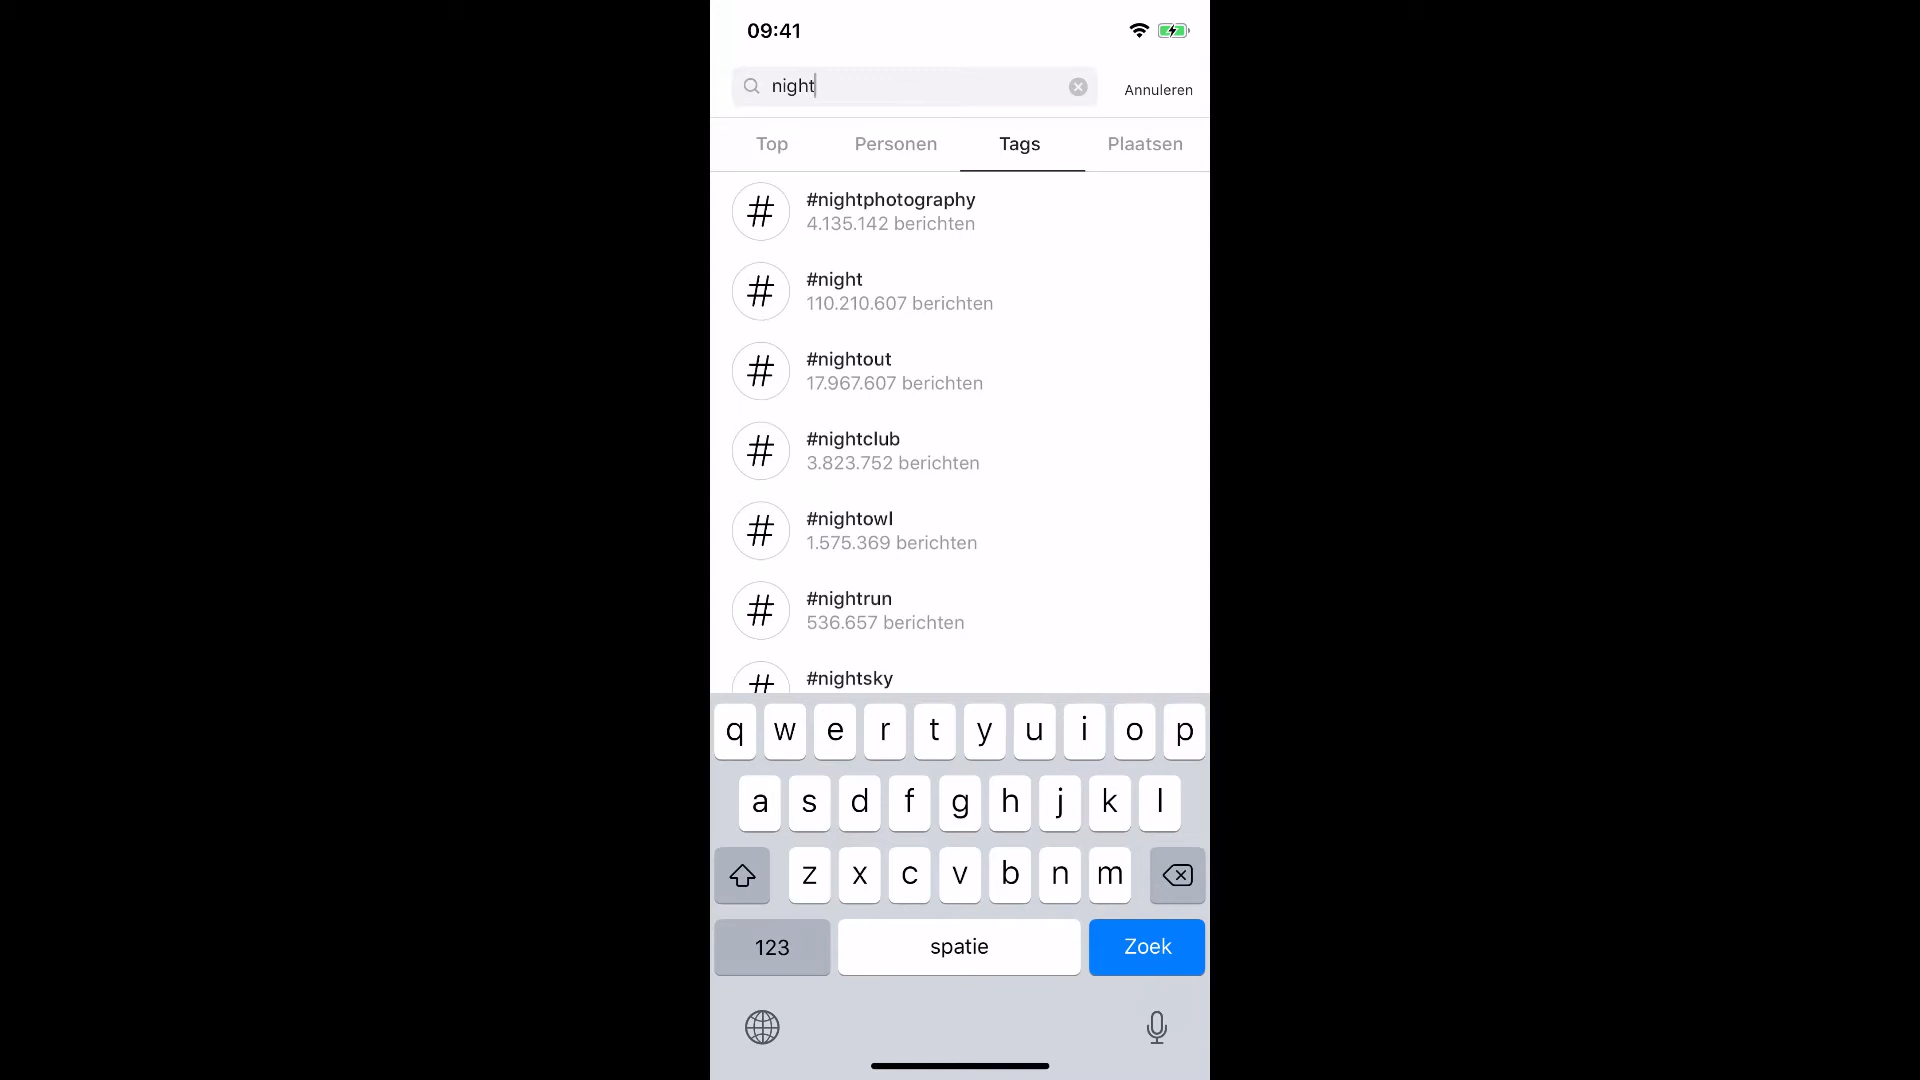 09:41
night
Annuleren
Top Personen Tags Plaatsen
#nightphotography
4.135.142 berichten
#night
110.210.607 berichten
#nightout
17.967.607 berichten
#nightclub
3.823.752 berichten
#nightowl
1.575.369 berichten
#nightrun
536.657 berichten
#nightsky
q w e r t y u i o p
a s d f g h j k l
z x c v b n m
123 spatie Zoek